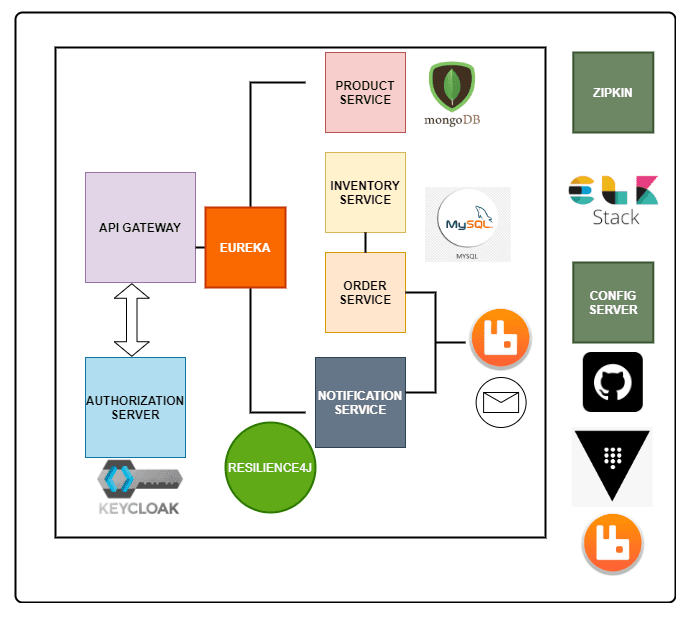 PRODUCT
SERVICE
mongoDB
ZIPKIN
INVENTORY
SERVICE
API GATEWAY
EUREKA
MySQL
MYSQL
ELK
Stack
ORDER
SERVICE
CONFIG
SERVER
AUTHORIZATION
SERVER
NOTIFICATION
SERVICE
RESILIENCE4J
KEYCLOAK